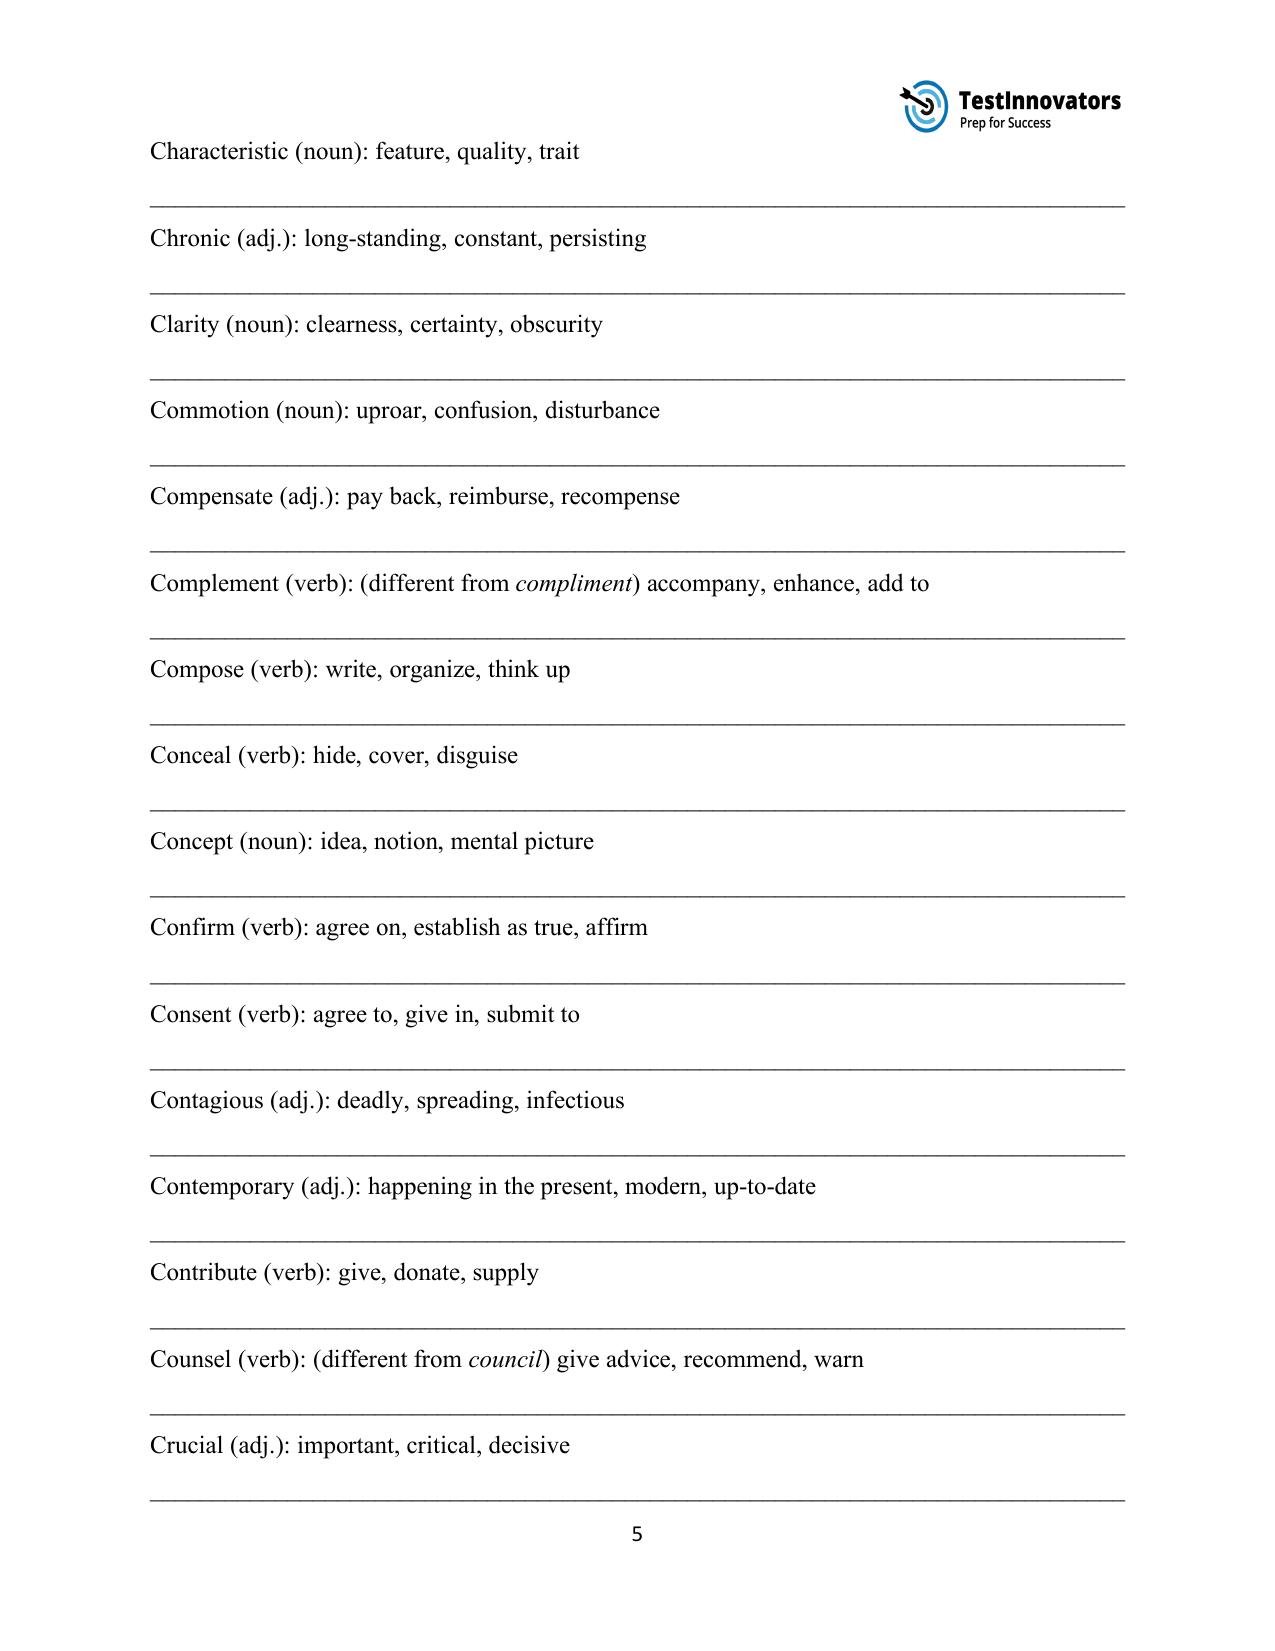 TestInnovators
Prep for Success
Characteristic (noun): feature, quality, trait
Chronic (adj.): long-standing, constant, persisting
Clarity (noun): clearness, certainty, obscurity
Commotion (noun): uproar, confusion, disturbance
Compensate (adj.): pay back, reimburse, recompense
Complement (verb): (different from compliment) accompany, enhance, add to
Compose (verb): write, organize, think up
Conceal (verb): hide, cover, disguise
Concept (noun): idea, notion, mental picture
Confirm (verb): agree on, establish as true, affirm
Consent (verb): agree to, give in, submit to
Contagious (adj.): deadly, spreading, infectious
Contemporary (adj.): happening in the present, modern, up-to-date
Contribute (verb): give, donate, supply
Counsel (verb): (different from council) give advice, recommend, warn
Crucial (adj.): important, critical, decisive
5